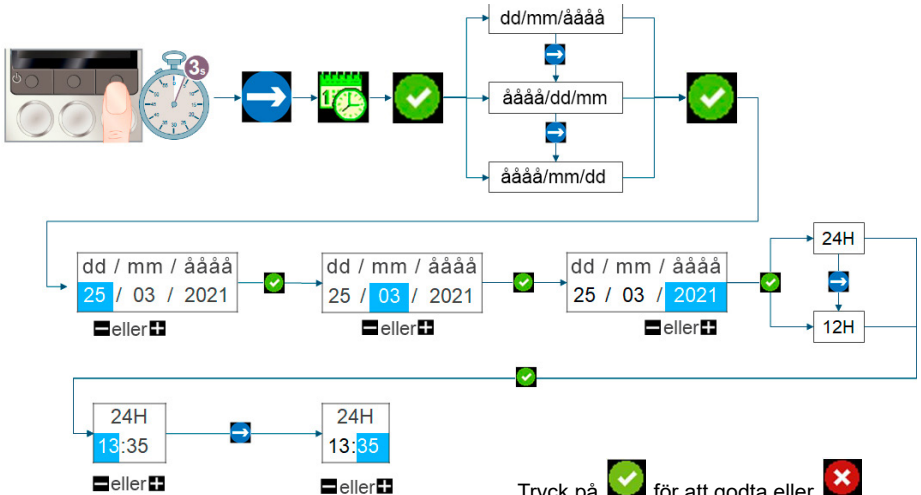 3s
dd/mm/åååå
åååå/dd/mm
åååå/mm/dd
dd / mm / åååå
25 / 03 / 2021
eller
dd / mm / åååå
25 / 03 / 2021
eller
dd / mm / åååå
25 / 03 / 2021
eller
24H
12H
24H
13:35
eller
24H
13:35
eller
Tryck på för att godta eller